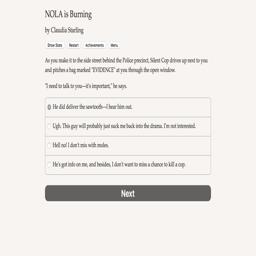 NOLA is Burning
by Claudia Starling
Show Stats Restart Achievements Menu
As you make it to the side street behind the Police precinct, Silent Cop drives up next to you
and pitches a bag marked "EVIDENCE" at you through the open window.
"I need to talk to you—it's important," he says.
He did deliver the sawtooth—I hear him out.
Ugh. This guy will probably just suck me back into the drama. I'm not interested.
Hell no! I don't mix with mules.
He's got info on me, and besides, I don't want to miss a chance to kill a cop.
Next